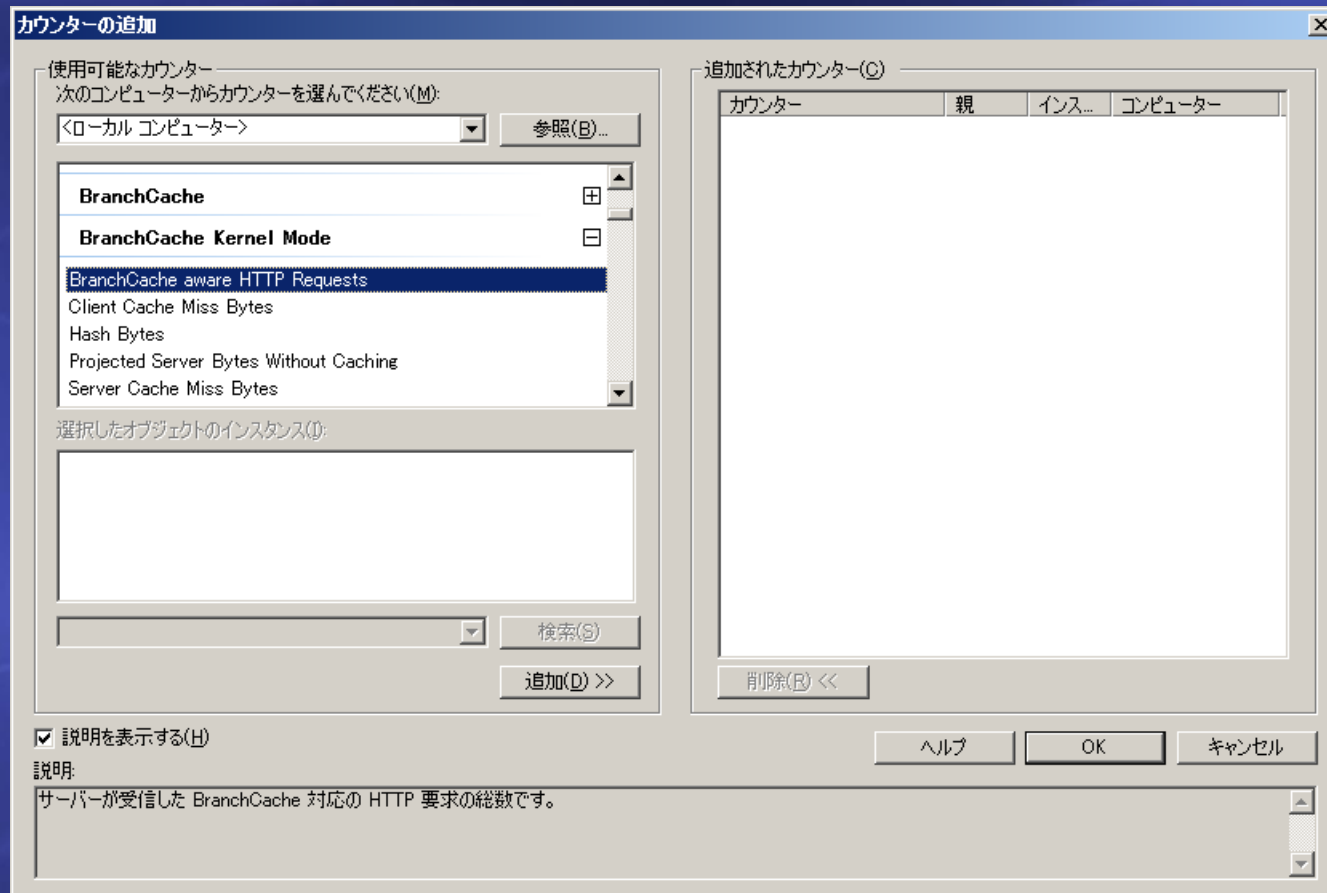 カウンターの追加
使用可能なカウンター
次のコンピューターからカウンターを選んでください(M):
<ローカル コンピューター>
参照(B)...
BranchCache
BranchCache Kernel Mode
BranchCache aware HTTP Requests
Client Cache Miss Bytes
Hash Bytes
Projected Server Bytes Without Caching
Server Cache Miss Bytes
選択したオブジェクトのインスタンス(I):
検索(S)
追加(D) >>
追加されたカウンター(C)
カウンター 親 インス... コンピューター
削除(R) <<
説明を表示する(H)
ヘルプ OK キャンセル
説明:
サーバーが受信した BranchCache 対応の HTTP 要求の総数です。